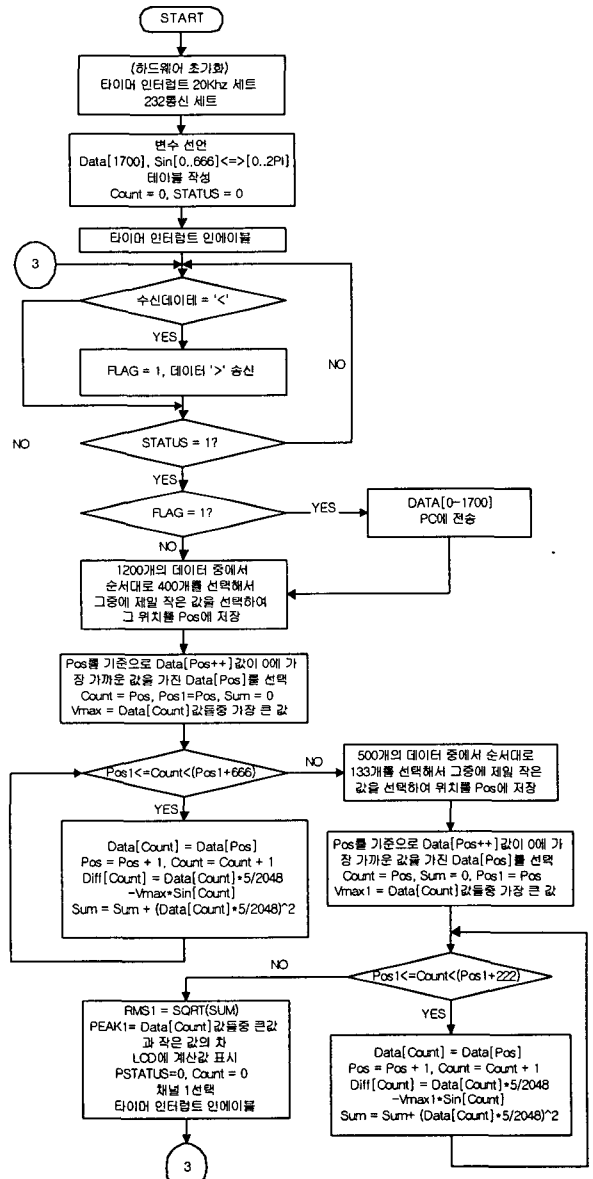 START
(하드웨어 초기화)
타이머 인터럽트 20Khz 세트
232통신 세트
변수 선언
Data[1700], Sin[0..666]<=>[0..2PI}
테이블 작성
Count = 0, STATUS = 0
타이머 인터럽트 인에이블
3
수신데이테 = '<'
YES
FLAG = 1, 데이터 '>' 송신
NO
STATUS = 1?
NO
YES
FLAG = 1?
YES
DATA[0-1700]
PC에 전송
NO
1200개의 데이터 중에서
순서대로 400개를 선택해서
그중에 제일 작은 값을 선택하여
그 위치를 Pos에 저장
Pos를 기준으로 Data[Pos++]값이 0에 가
장 가까운 값을 가진 Data[Pos]를 선택
Count = Pos, Pos1=Pos, Sum = 0
Vmax = Data[Count]값들중 가장 큰 값
Pos1<=Count<(Pos1+666)
NO
YES
Data[Count] = Data[Pos]
Pos = Pos + 1, Count = Count + 1
Diff[Count] = Data[Count]*5/2048
-Vmax*Sin[Count]
Sum = Sum + (Data[Count]*5/2048)^2
500개의 데이터 중에서 순서대로
133개를 선택해서 그중에 제일 작은
값을 선택하여 위치를 Pos에 저장
Pos를 기준으로 Data[Pos++]값이 0에 가
장 가까운 값을 가진 Data[Pos]를 선택
Count = Pos, Sum = 0, Pos1 = Pos
Vmax1 = Data[Count]값들중 가장 큰 값
Pos1<=Count<(Pos1+222)
NO
YES
Data[Count] = Data[Pos]
Pos = Pos + 1, Count = Count + 1
Diff[Count} = Data[Count]*5/2048
-Vmax1*Sin[Count]
Sum = Sum+ (Data[Count]*5/2048)^2
RMS1 = SQRT(SUM)
PEAK1= Data[Count]값들중 큰값
과 작은 값의 차
LCD에 계산값 표시
PSTATUS=0, Count = 0
채널 1선택
타이머 인터럽트 인에이블
3